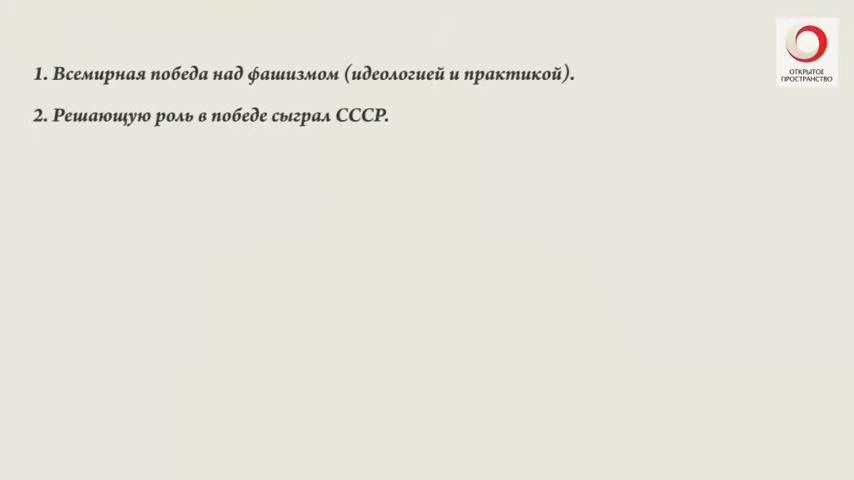 1. Всемирная победа над фашизмом (идеологией и практикой).
2. Решающую роль в победе сыграл СССР.
ОТКРЫТОЕ
ПРОСТРАНСТВО